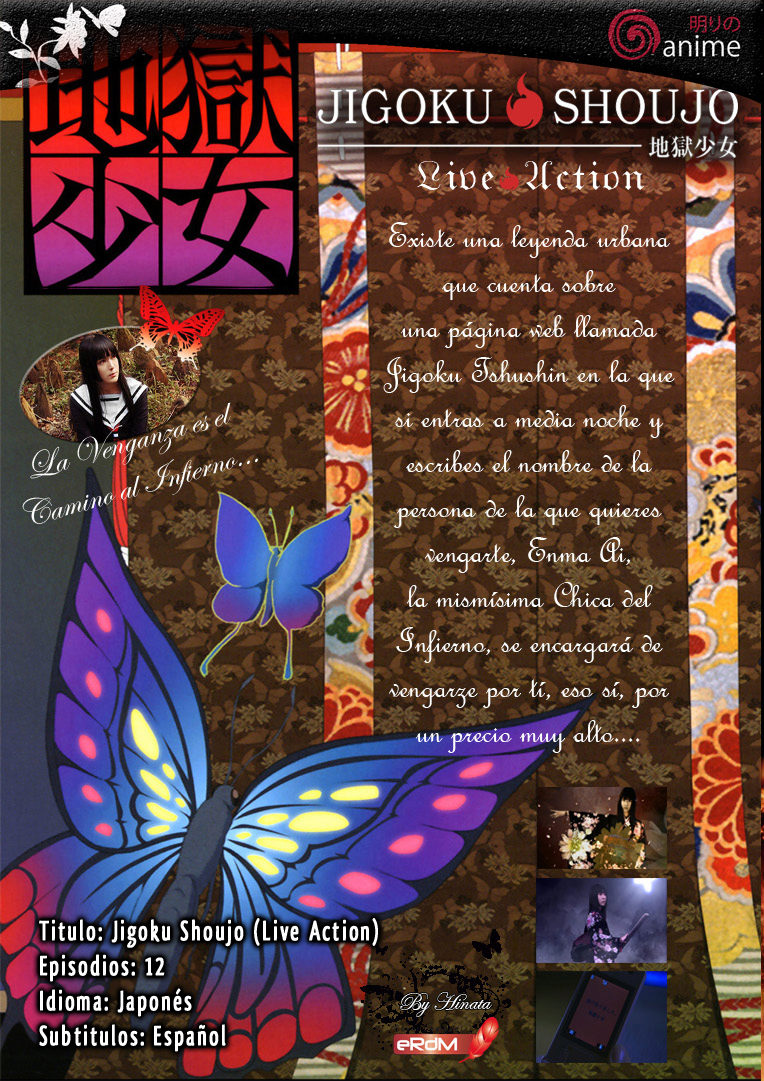 明りの
anime
地獄
少女
JIGOKU SHOUJO
地獄少女
Live Action
Existe una leyenda urbana
que cuenta sobre
una página web llamada
Jigoku Tshushin en la que
si entras a media noche y
escribes el nombre de la
persona de la que quieres
vengarte, Enma Ai,
la mismísima Chica del
Infierno, se encargará de
vengarze por tí, eso sí, por
un precio muy alto....
La Venganza es el
Camino al Infierno...
Titulo: Jigoku Shoujo (Live Action)
Episodios: 12
Idioma: Japonés
Subtitulos: Español
By Hinata
eRdM